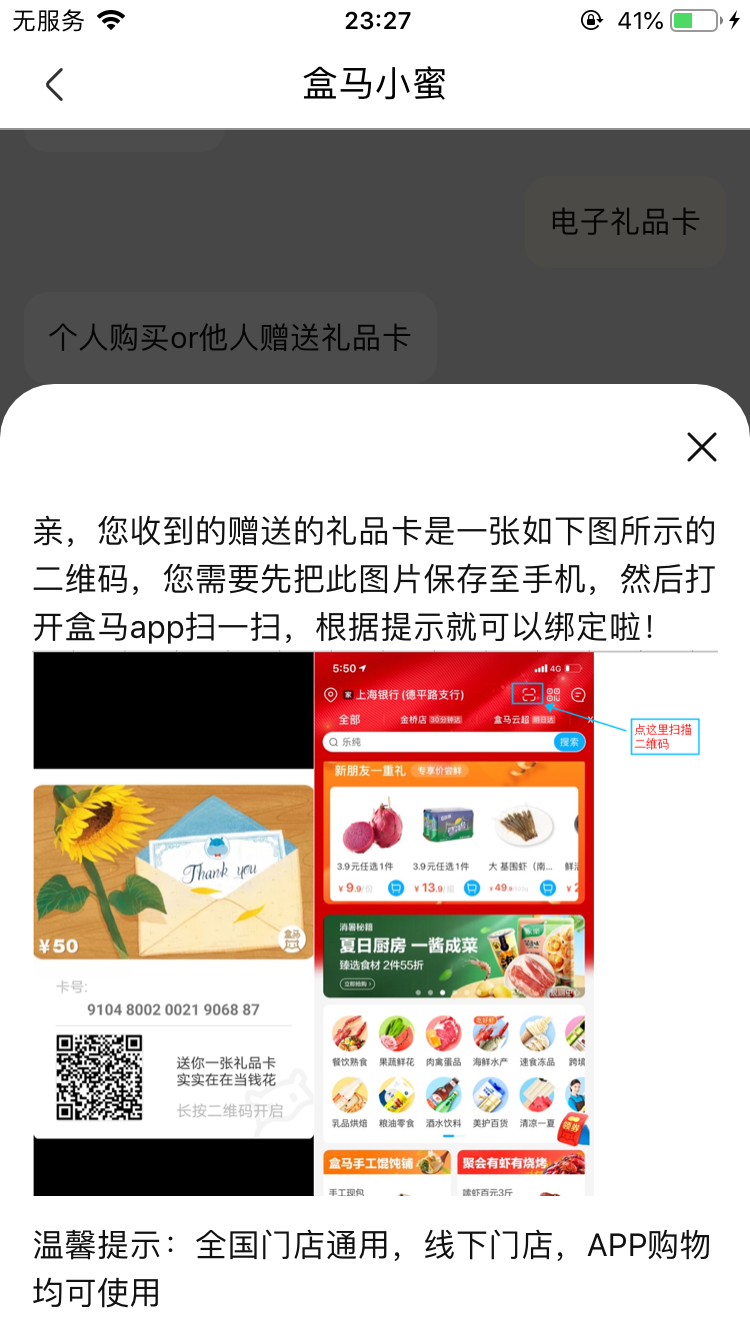 无服务
23:27
41%
盒马小蜜
电子礼品卡
个人购买or他人赠送礼品卡
亲，您收到的赠送的礼品卡是一张如下图所示的
二维码，您需要先把此图片保存至手机，然后打
开盒马app扫一扫，根据提示就可以绑定啦！
5:50
4G
家 上海银行(德平路支行)
全部 金桥店 30分钟达 盒马云超 明日达
点这里扫描
二维码
乐纯
搜索
新朋友一重礼 专享价尝鲜
3.9元任选1件 3.9元任选1件 大 基围虾（南... 鲜
¥9.9/份 ¥13.9/组 ¥49.9
消暑秘籍
夏日厨房 一酱成菜
臻选食材 2件55折
立即抢购
餐饮熟食 果蔬鲜花 肉禽蛋品 海鲜水产 速食冻品 跨境
乳品烘焙 粮油零食 酒水饮料 美护百货 清凉一夏
领券
盒马手工馄饨铺 聚会有虾有烧烤
手工现包
Thank you
¥50
盒马
卡号:
9104 8002 0021 9068 87
送你一张礼品卡
实实在在当钱花
长按二维码开启
温馨提示：全国门店通用，线下门店，APP购物
均可使用